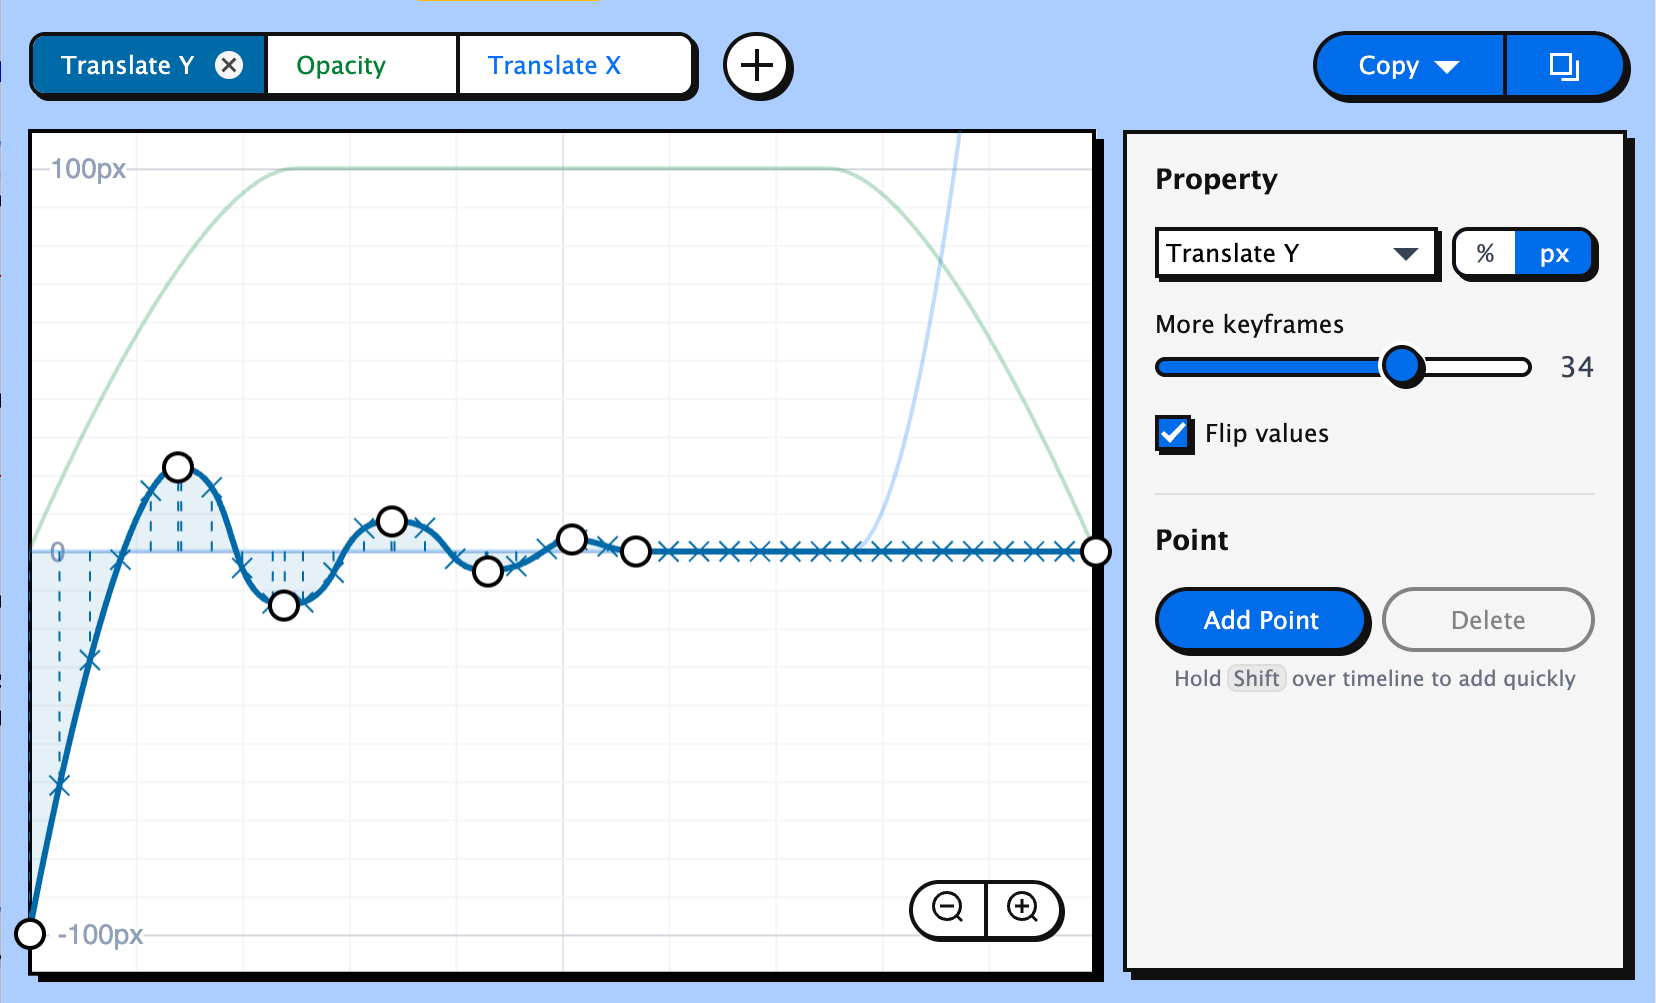 Translate Y
Opacity
Translate X
Copy
100px
0
-100px
Property
Translate Y
%
px
More keyframes
34
Flip values
Point
Add Point
Delete
Hold Shift over timeline to add quickly